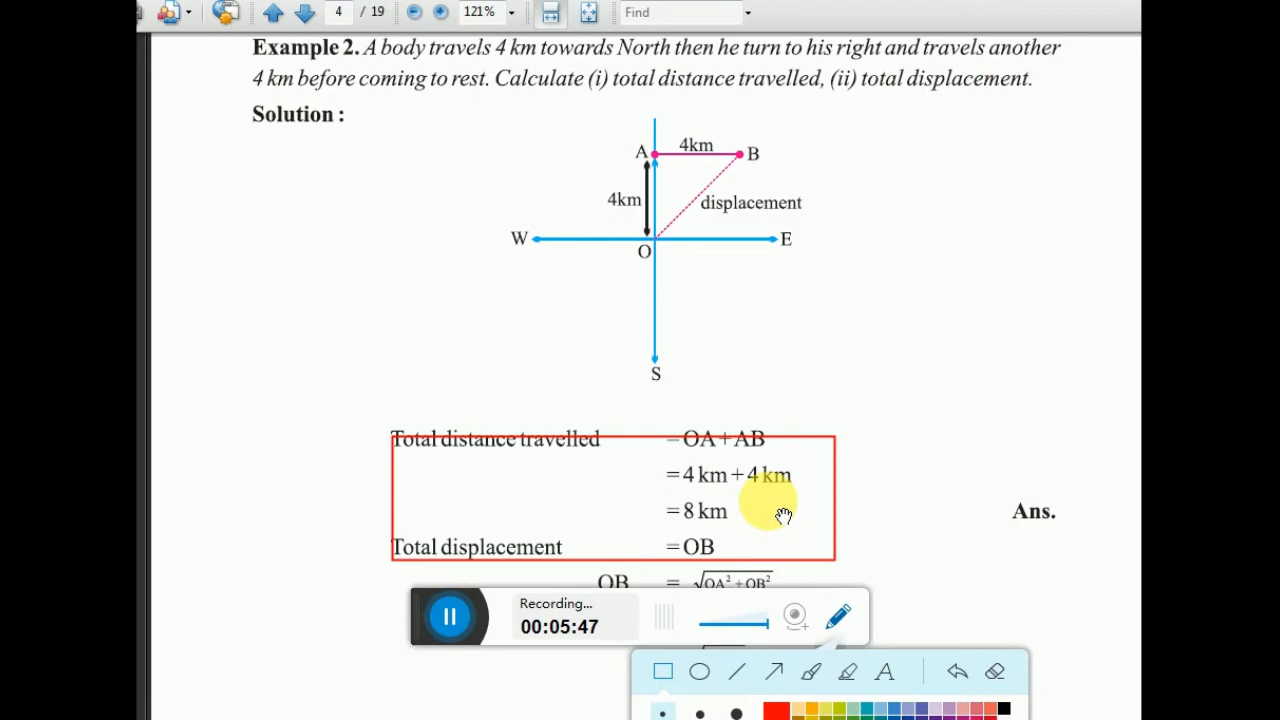 4 / 19 121% Find
Example 2. A body travels 4 km towards North then he turn to his right and travels another
4 km before coming to rest. Calculate (i) total distance travelled, (ii) total displacement.
Solution :
A 4km B
4km displacement
W E
O
S
Total distance travelled = OA + AB
= 4 km + 4 km
= 8 km Ans.
Total displacement = OB
OB = √OA² + OB²
Recording...
00:05:47
A